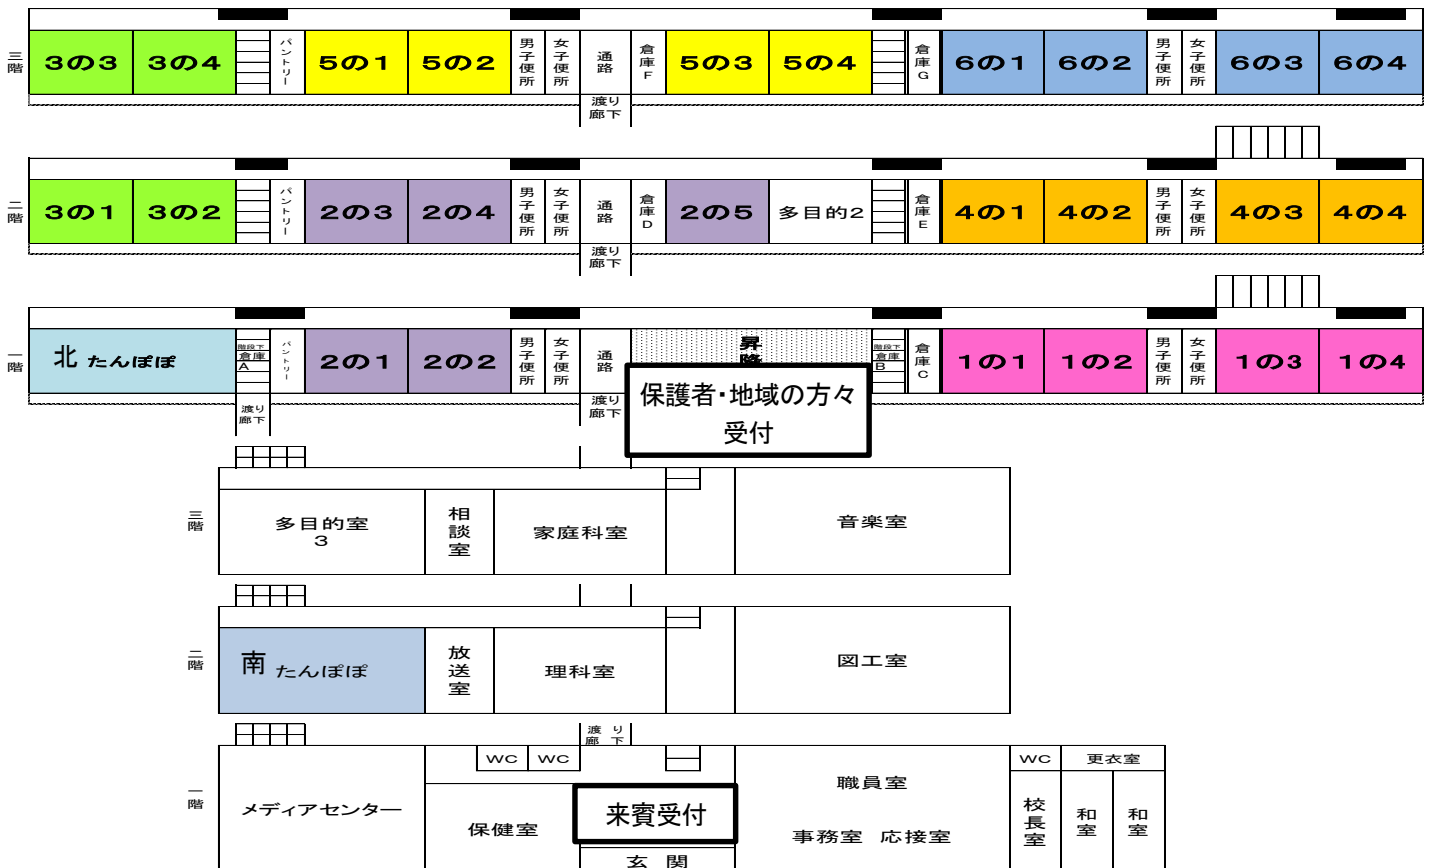 三階
3の3
3の4
パントリー
5の1
5の2
男子便所
女子便所
通路
倉庫F
5の3
5の4
倉庫G
6の1
6の2
男子便所
女子便所
6の3
6の4
渡り
廊下
二階
3の1
3の2
パントリー
2の3
2の4
男子便所
女子便所
通路
倉庫D
2の5
多目的2
倉庫E
4の1
4の2
男子便所
女子便所
4の3
4の4
渡り
廊下
一階
北 たんぽぽ
階段下
倉庫
A
パントリー
2の1
2の2
男子便所
女子便所
通路
昇
降
階段下
倉庫
B
倉庫C
1の1
1の2
男子便所
女子便所
1の3
1の4
渡り
廊下
渡り
廊下
保護者・地域の方々
受付
三階
多目的室
3
相談室
家庭科室
音楽室
二階
南 たんぽぽ
放送室
理科室
図工室
渡り
廊下
一階
メディアセンター
WC
WC
保健室
来賓受付
玄関
職員室
事務室 応接室
WC
更衣室
校長室
和室
和室